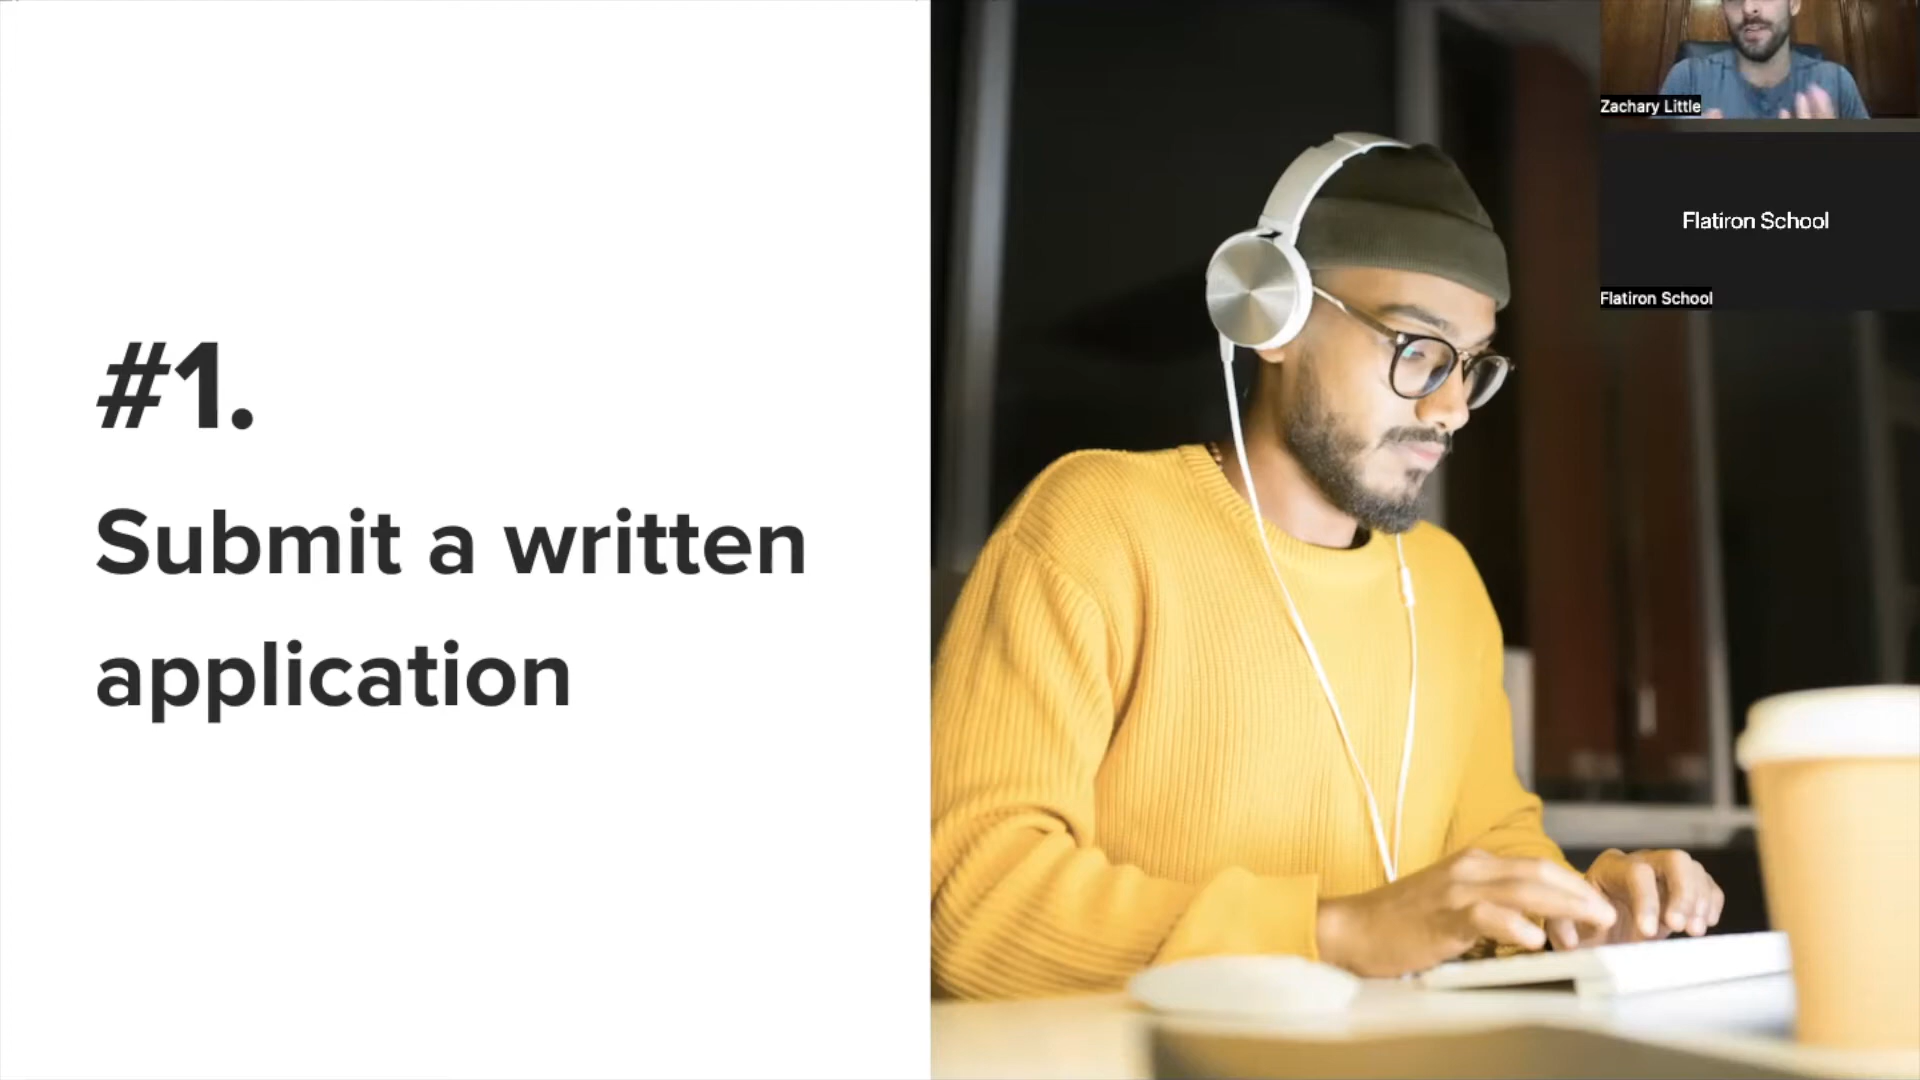 #1.
Submit a written
application
Zachary Little
Flatiron School
Flatiron School